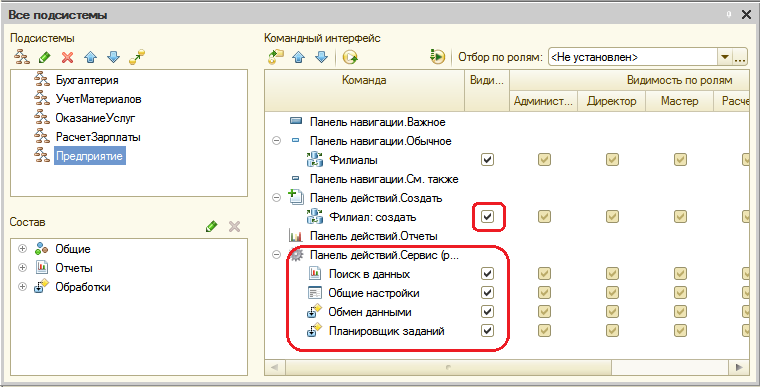 Все подсистемы
Подсистемы
Бухгалтерия
УчетМатериалов
ОказаниеУслуг
РасчетЗарплаты
Предприятие
Состав
Общие
Отчеты
Обработки
Командный интерфейс
Отбор по ролям: <Не установлен>
Команда Види... Видимость по ролям
Админист... Директор Мастер Расче
Панель навигации.Важное
Панель навигации.Обычное
Филиалы
Панель навигации.См. также
Панель действий.Создать
Филиал: создать
Панель действий.Отчеты
Панель действий.Сервис (р...
Поиск в данных
Общие настройки
Обмен данными
Планировщик заданий